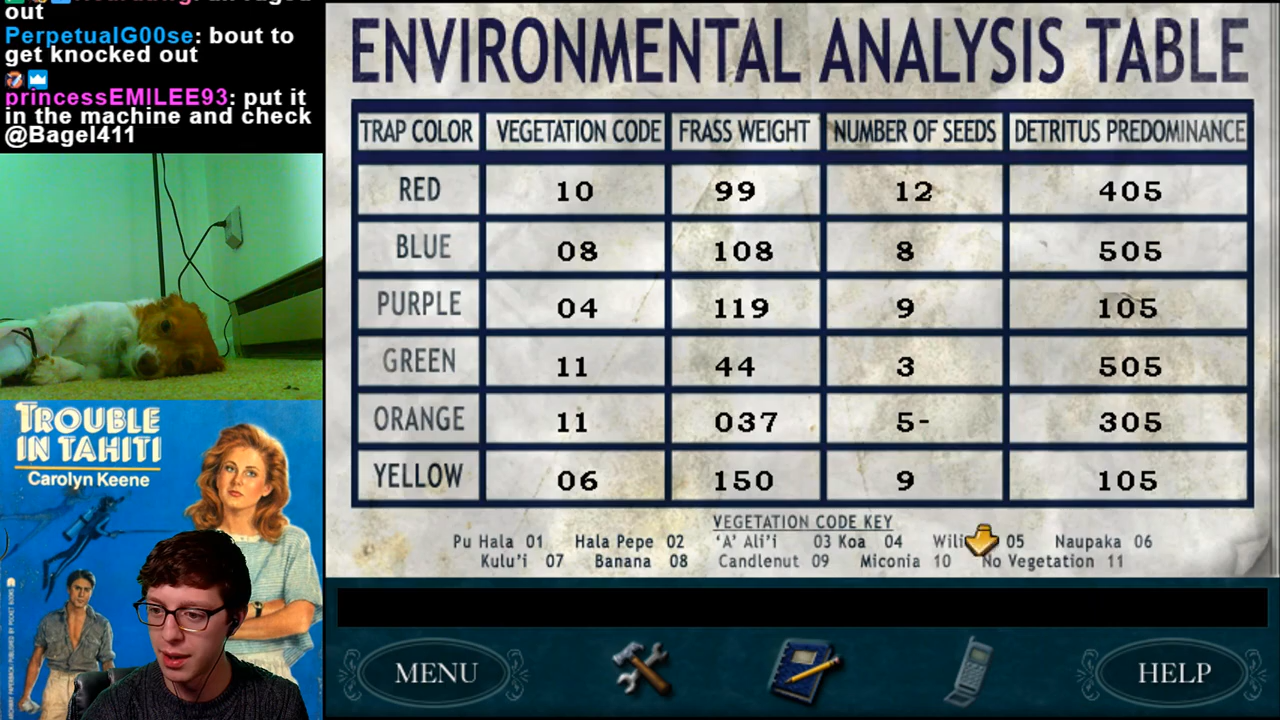 out
PerpetualG00se: bout to
get knocked out
princessEMILEE93: put it
in the machine and check
@Bagel411
TROUBLE
IN TAHITI
Carolyn Keene
ENVIRONMENTAL ANALYSIS TABLE
TRAP COLOR VEGETATION CODE FRASS WEIGHT NUMBER OF SEEDS DETRITUS PREDOMINANCE
RED 10 99 12 405
BLUE 08 108 8 505
PURPLE 04 119 9 105
GREEN 11 44 3 505
ORANGE 11 037 5- 305
YELLOW 06 150 9 105
VEGETATION CODE KEY
Pu Hala 01 Hala Pepe 02 'A' Ali'i 03 Koa 04 05 Naupaka 06
Kulu'i 07 Banana 08 Candlenut 09 Miconia 10 No Vegetation 11
MENU
HELP